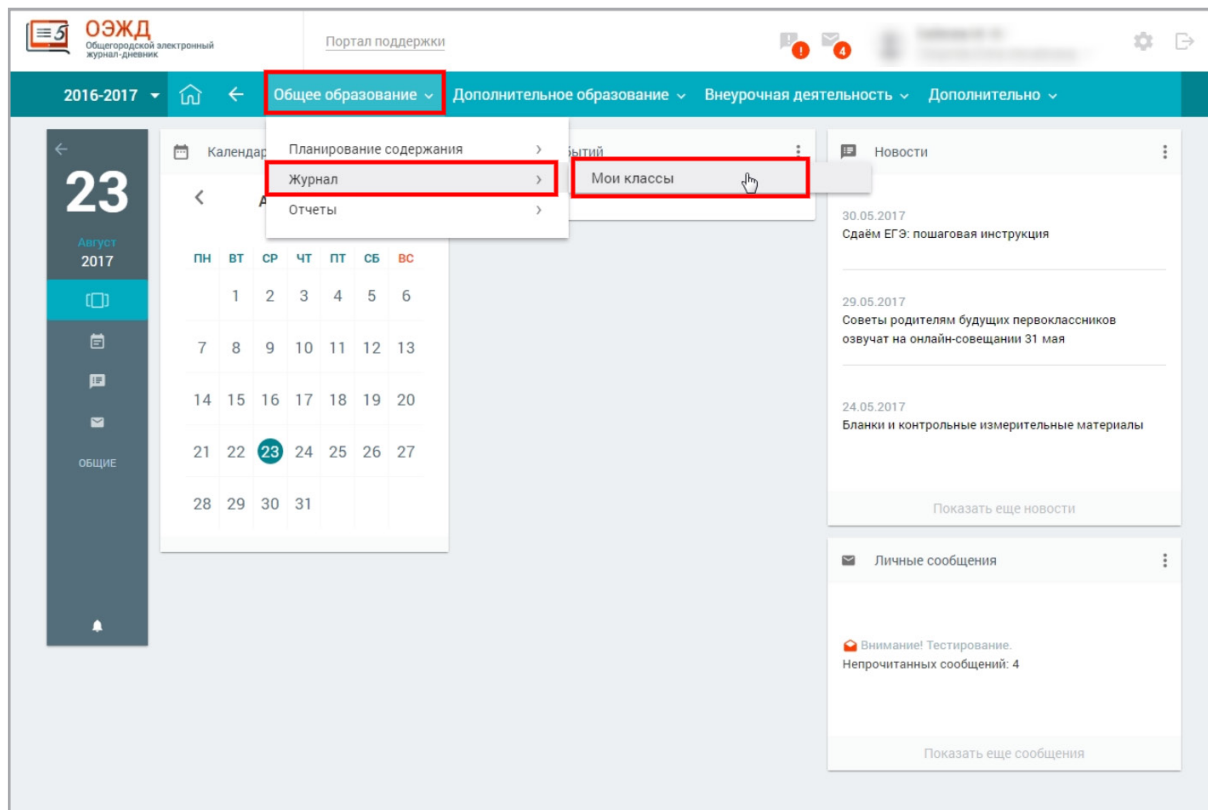 ОЭЖД
Общегородской электронный
журнал-дневник
Портал поддержки
!
4
2016-2017
Общее образование
Дополнительное образование
Внеурочная деятельность
Дополнительно
23
Август
2017
ОБЩИЕ
Планирование содержания
Журнал
Отчеты
Мои классы
Календар
бытий
А
ПН ВТ СР ЧТ ПТ СБ ВС
1 2 3 4 5 6
7 8 9 10 11 12 13
14 15 16 17 18 19 20
21 22 23 24 25 26 27
28 29 30 31
Новости
30.05.2017
Сдаём ЕГЭ: пошаговая инструкция
29.05.2017
Советы родителям будущих первоклассников
озвучат на онлайн-совещании 31 мая
24.05.2017
Бланки и контрольные измерительные материалы
Показать еще новости
Личные сообщения
Внимание! Тестирование.
Непрочитанных сообщений: 4
Показать еще сообщения